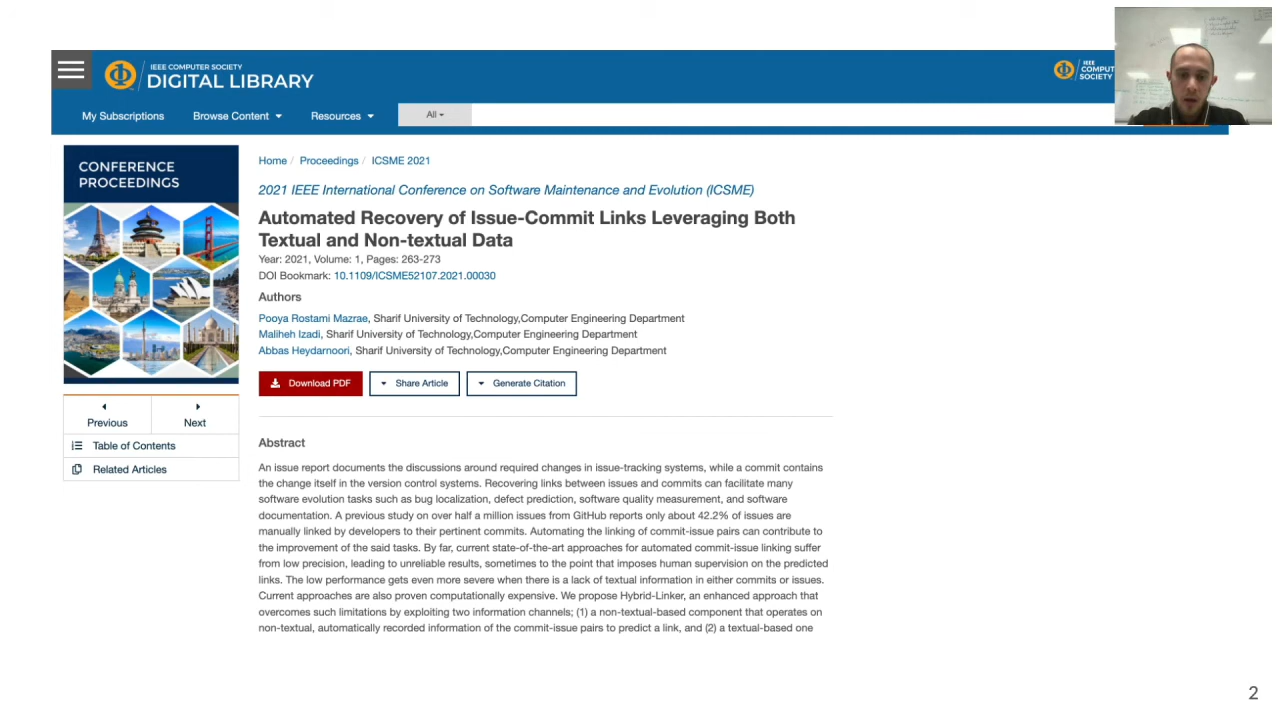 IEEE COMPUTER SOCIETY
DIGITAL LIBRARY
IEEE
COMPUT
SOCIETY
My Subscriptions
Browse Content
Resources
All
CONFERENCE
PROCEEDINGS
Home / Proceedings / ICSME 2021
2021 IEEE International Conference on Software Maintenance and Evolution (ICSME)
Automated Recovery of Issue-Commit Links Leveraging Both
Textual and Non-textual Data
Year: 2021, Volume: 1, Pages: 263-273
DOI Bookmark: 10.1109/ICSME52107.2021.00030
Authors
Pooya Rostami Mazrae, Sharif University of Technology,Computer Engineering Department
Maliheh Izadi, Sharif University of Technology,Computer Engineering Department
Abbas Heydarnoori, Sharif University of Technology,Computer Engineering Department
Download PDF
Share Article
Generate Citation
Previous
Next
Table of Contents
Related Articles
Abstract
An issue report documents the discussions around required changes in issue-tracking systems, while a commit contains
the change itself in the version control systems. Recovering links between issues and commits can facilitate many
software evolution tasks such as bug localization, defect prediction, software quality measurement, and software
documentation. A previous study on over half a million issues from GitHub reports only about 42.2% of issues are
manually linked by developers to their pertinent commits. Automating the linking of commit-issue pairs can contribute to
the improvement of the said tasks. By far, current state-of-the-art approaches for automated commit-issue linking suffer
from low precision, leading to unreliable results, sometimes to the point that imposes human supervision on the predicted
links. The low performance gets even more severe when there is a lack of textual information in either commits or issues.
Current approaches are also proven computationally expensive. We propose Hybrid-Linker, an enhanced approach that
overcomes such limitations by exploiting two information channels; (1) a non-textual-based component that operates on
non-textual, automatically recorded information of the commit-issue pairs to predict a link, and (2) a textual-based one
2